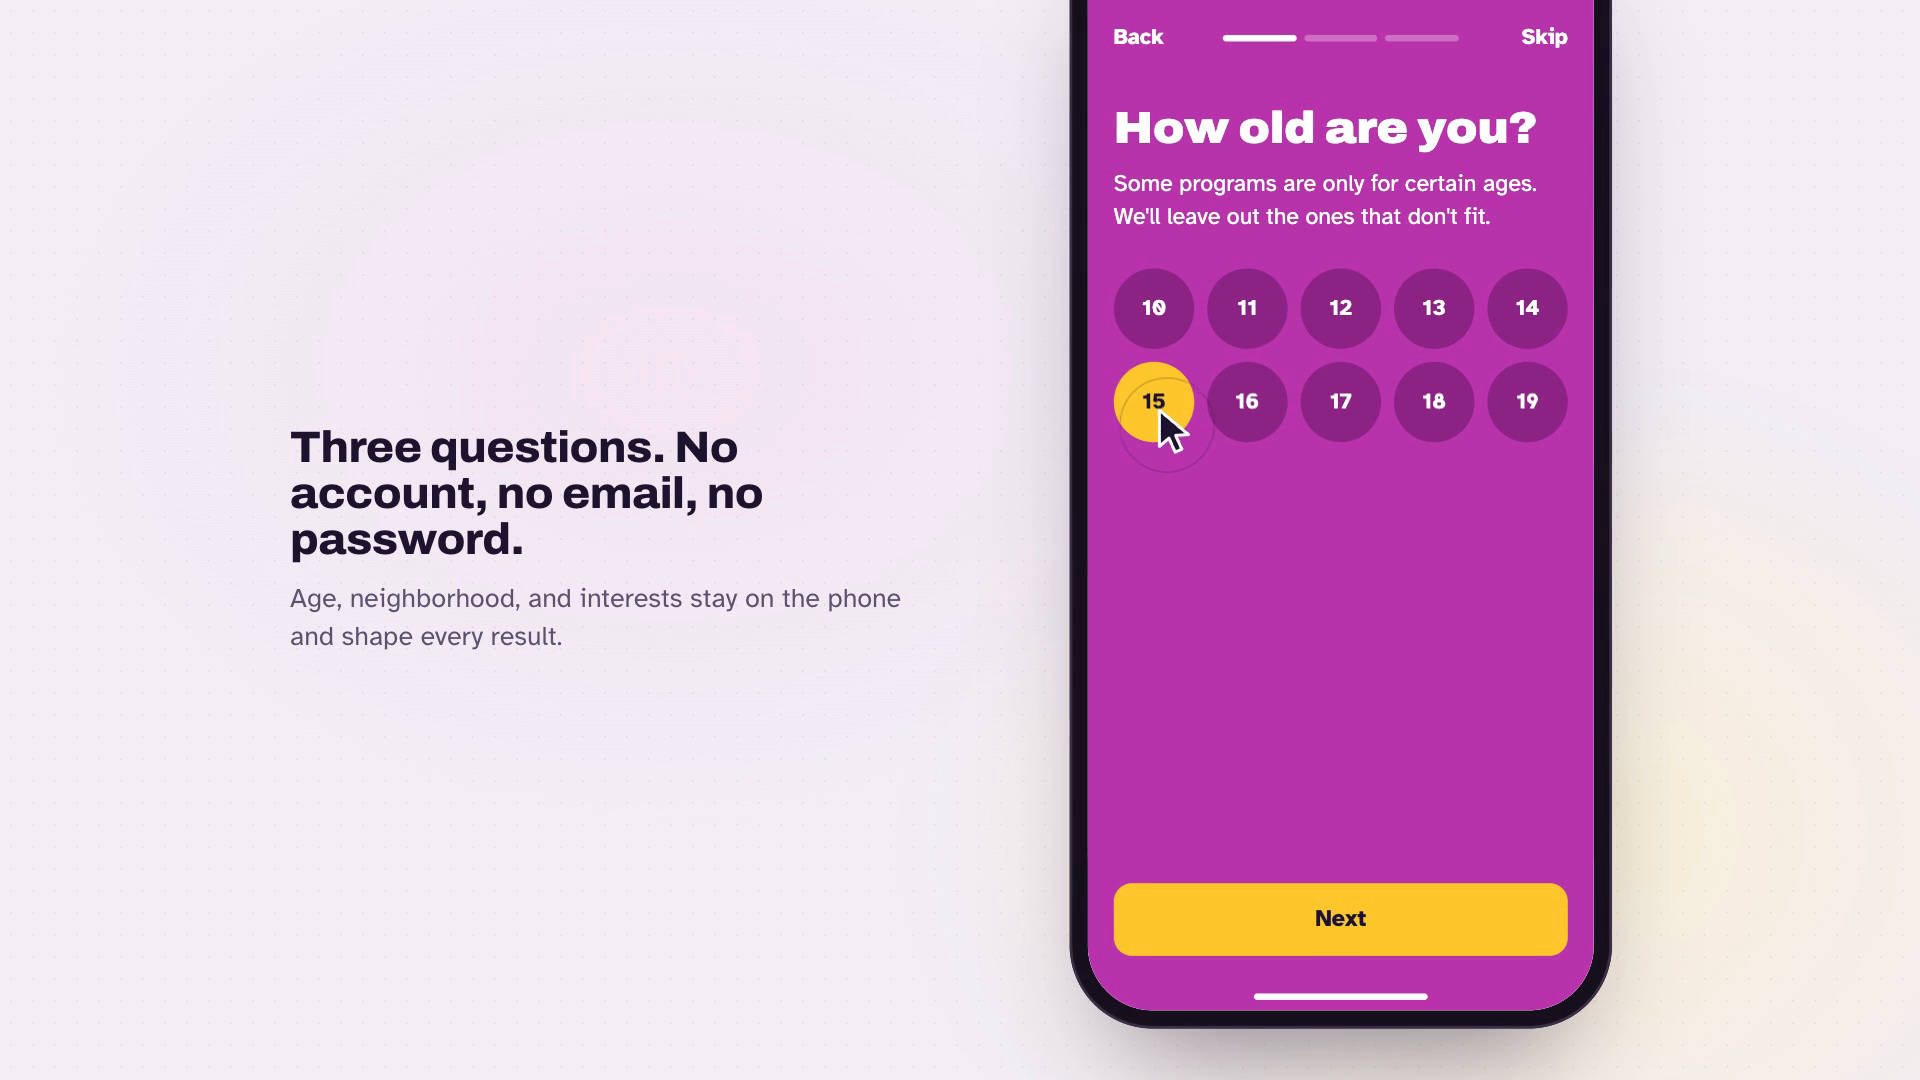 Three questions. No
account, no email, no
password.
Age, neighborhood, and interests stay on the phone
and shape every result.
Back
Skip
How old are you?
Some programs are only for certain ages.
We'll leave out the ones that don't fit.
10 11 12 13 14
15 16 17 18 19
Next